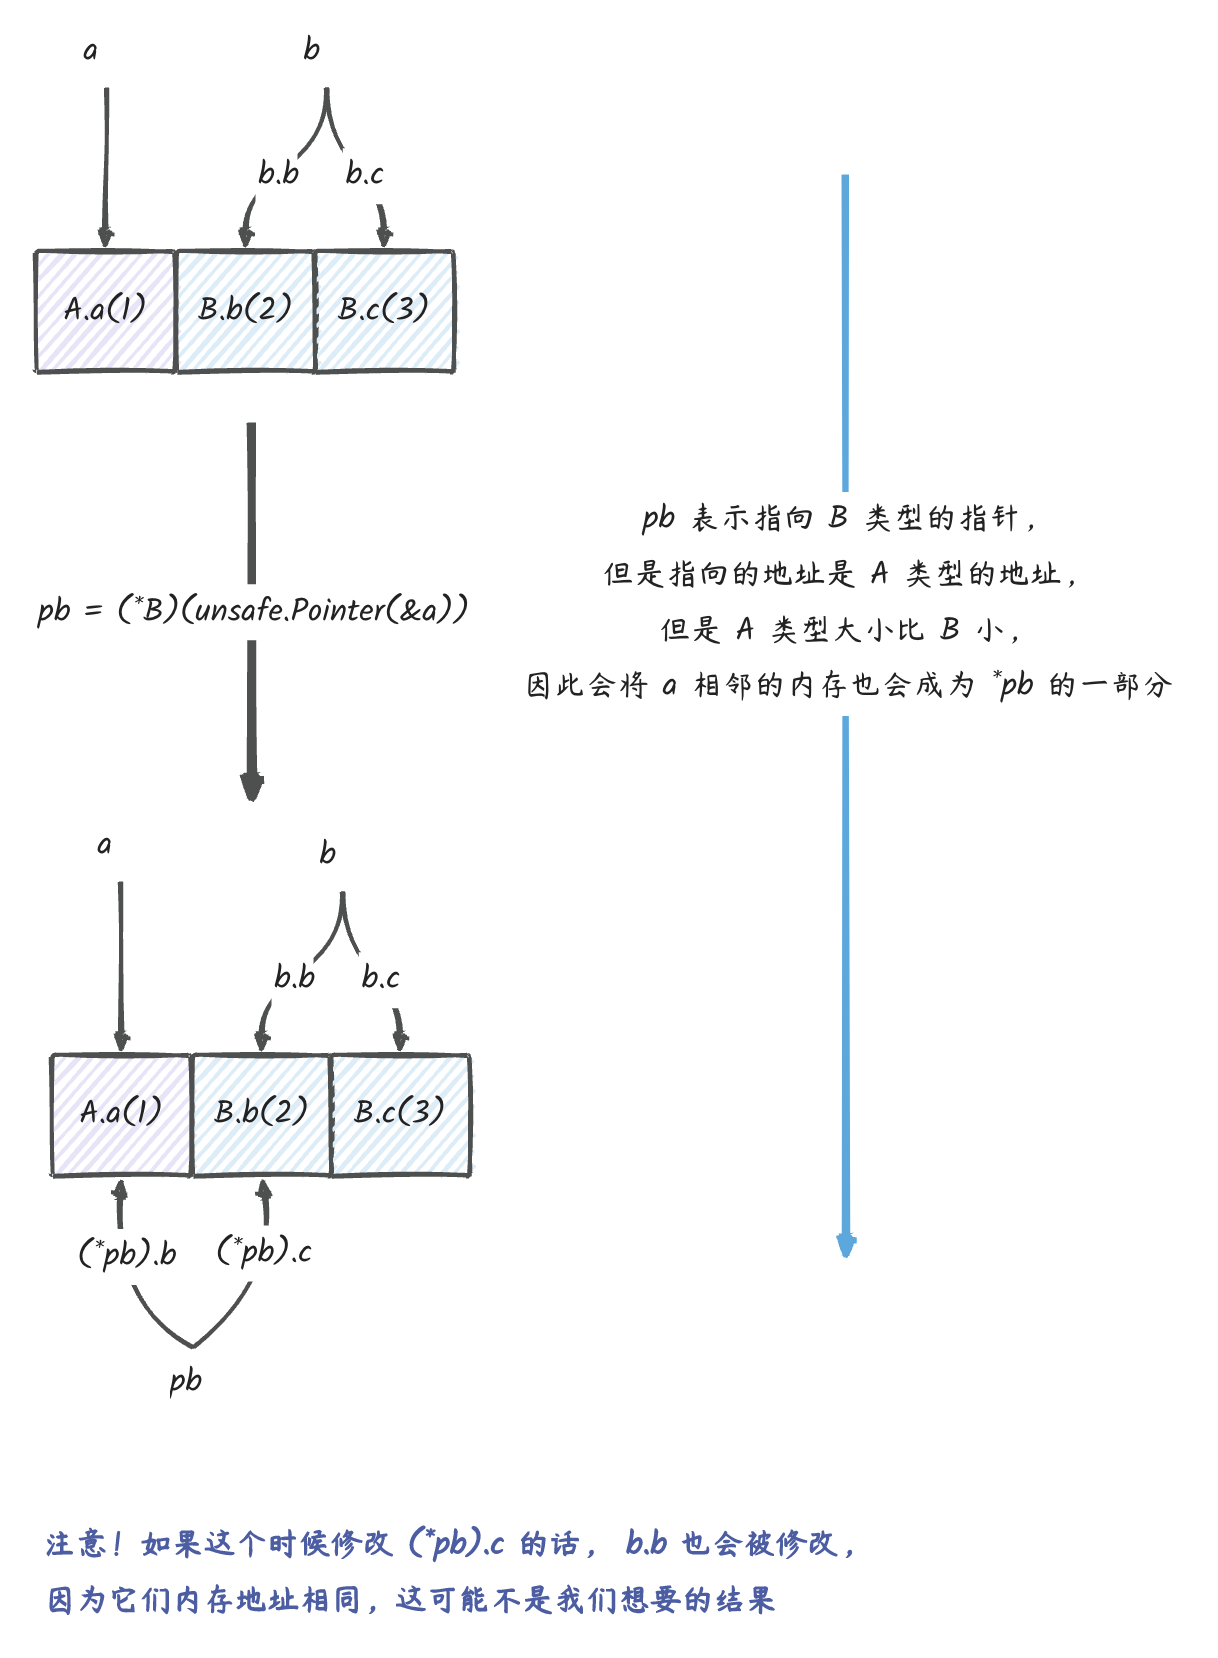 a
b
b.b
b.c
A.a(1)
B.b(2)
B.c(3)
pb = (*B)(unsafe.Pointer(&a))
pb 表示指向 B 类型的指针，
但是指向的地址是 A 类型的地址，
但是 A 类型大小比 B 小，
因此会将 a 相邻的内存也会成为 *pb 的一部分
a
b
b.b
b.c
A.a(1)
B.b(2)
B.c(3)
(*pb).b
(*pb).c
pb
注意！如果这个时候修改 (*pb).c 的话， b.b 也会被修改，
因为它们内存地址相同，这可能不是我们想要的结果